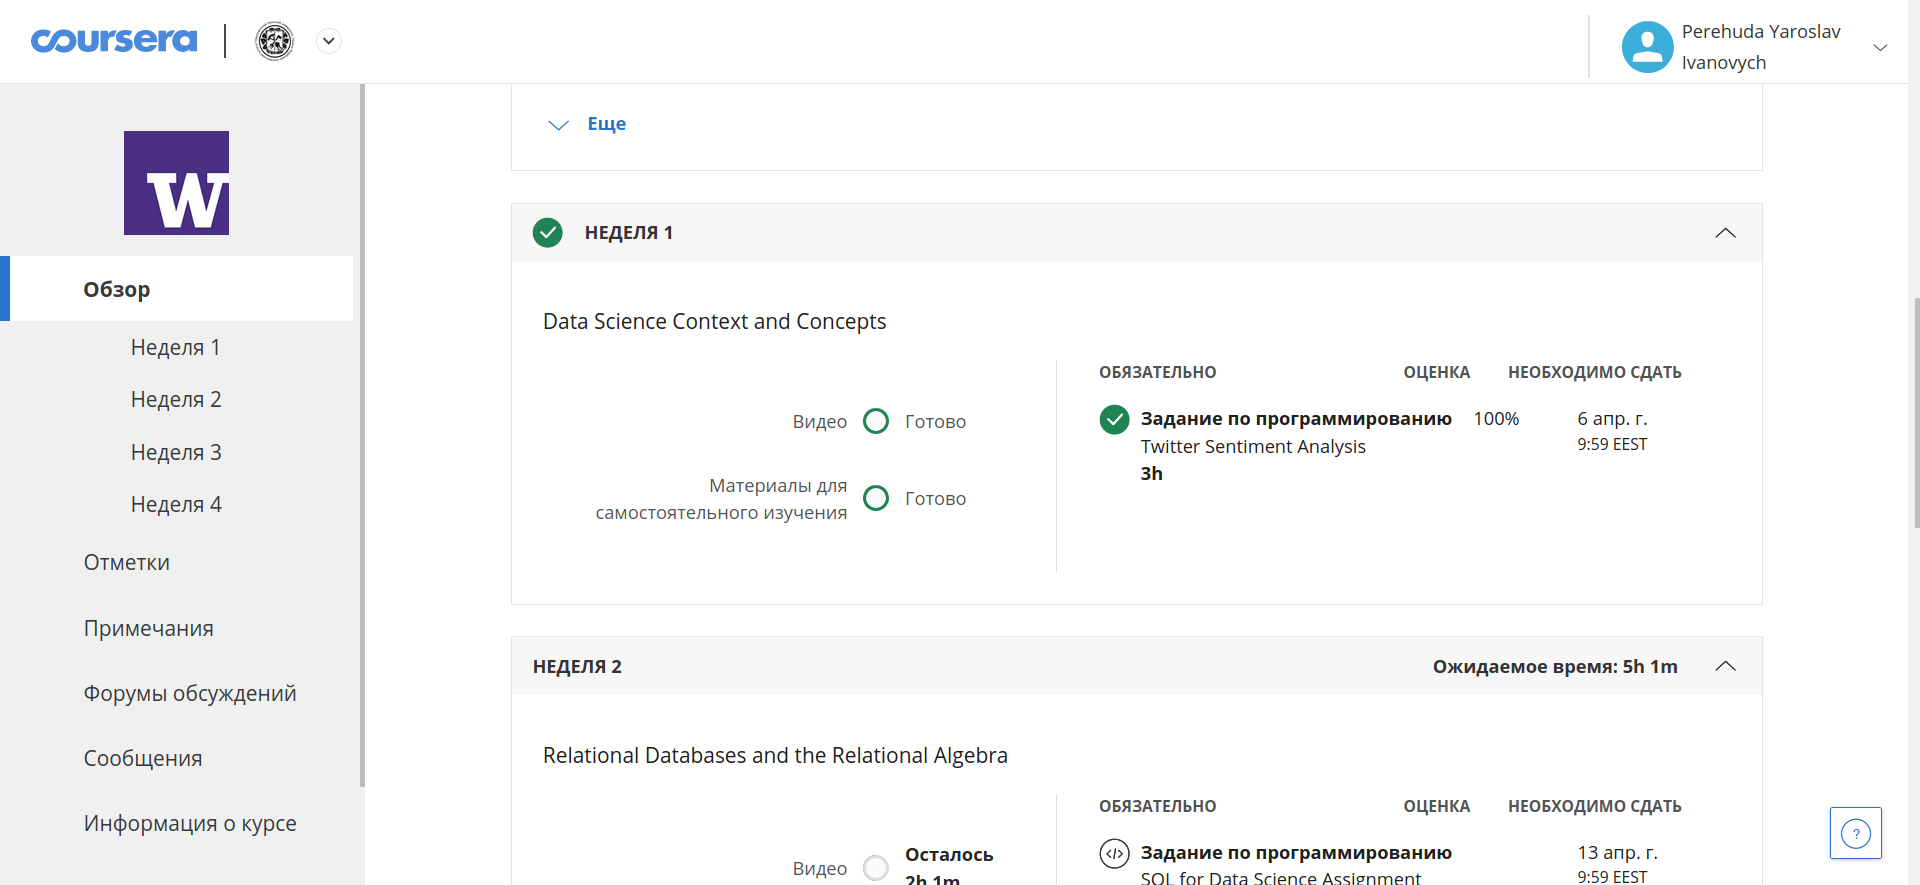 coursera
Perehuda Yaroslav
Ivanovych
W
Обзор
Неделя 1
Неделя 2
Неделя 3
Неделя 4
Отметки
Примечания
Форумы обсуждений
Сообщения
Информация о курсе
Еще
НЕДЕЛЯ 1
Data Science Context and Concepts
Видео Готово
Материалы для
самостоятельного изучения Готово
ОБЯЗАТЕЛЬНО ОЦЕНКА НЕОБХОДИМО СДАТЬ
Задание по программированию 100% 6 апр. г.
Twitter Sentiment Analysis 9:59 EEST
3h
НЕДЕЛЯ 2 Ожидаемое время: 5h 1m
Relational Databases and the Relational Algebra
Видео Осталось
2h 1m
ОБЯЗАТЕЛЬНО ОЦЕНКА НЕОБХОДИМО СДАТЬ
Задание по программированию 13 апр. г.
SQL for Data Science Assignment 9:59 EEST
?